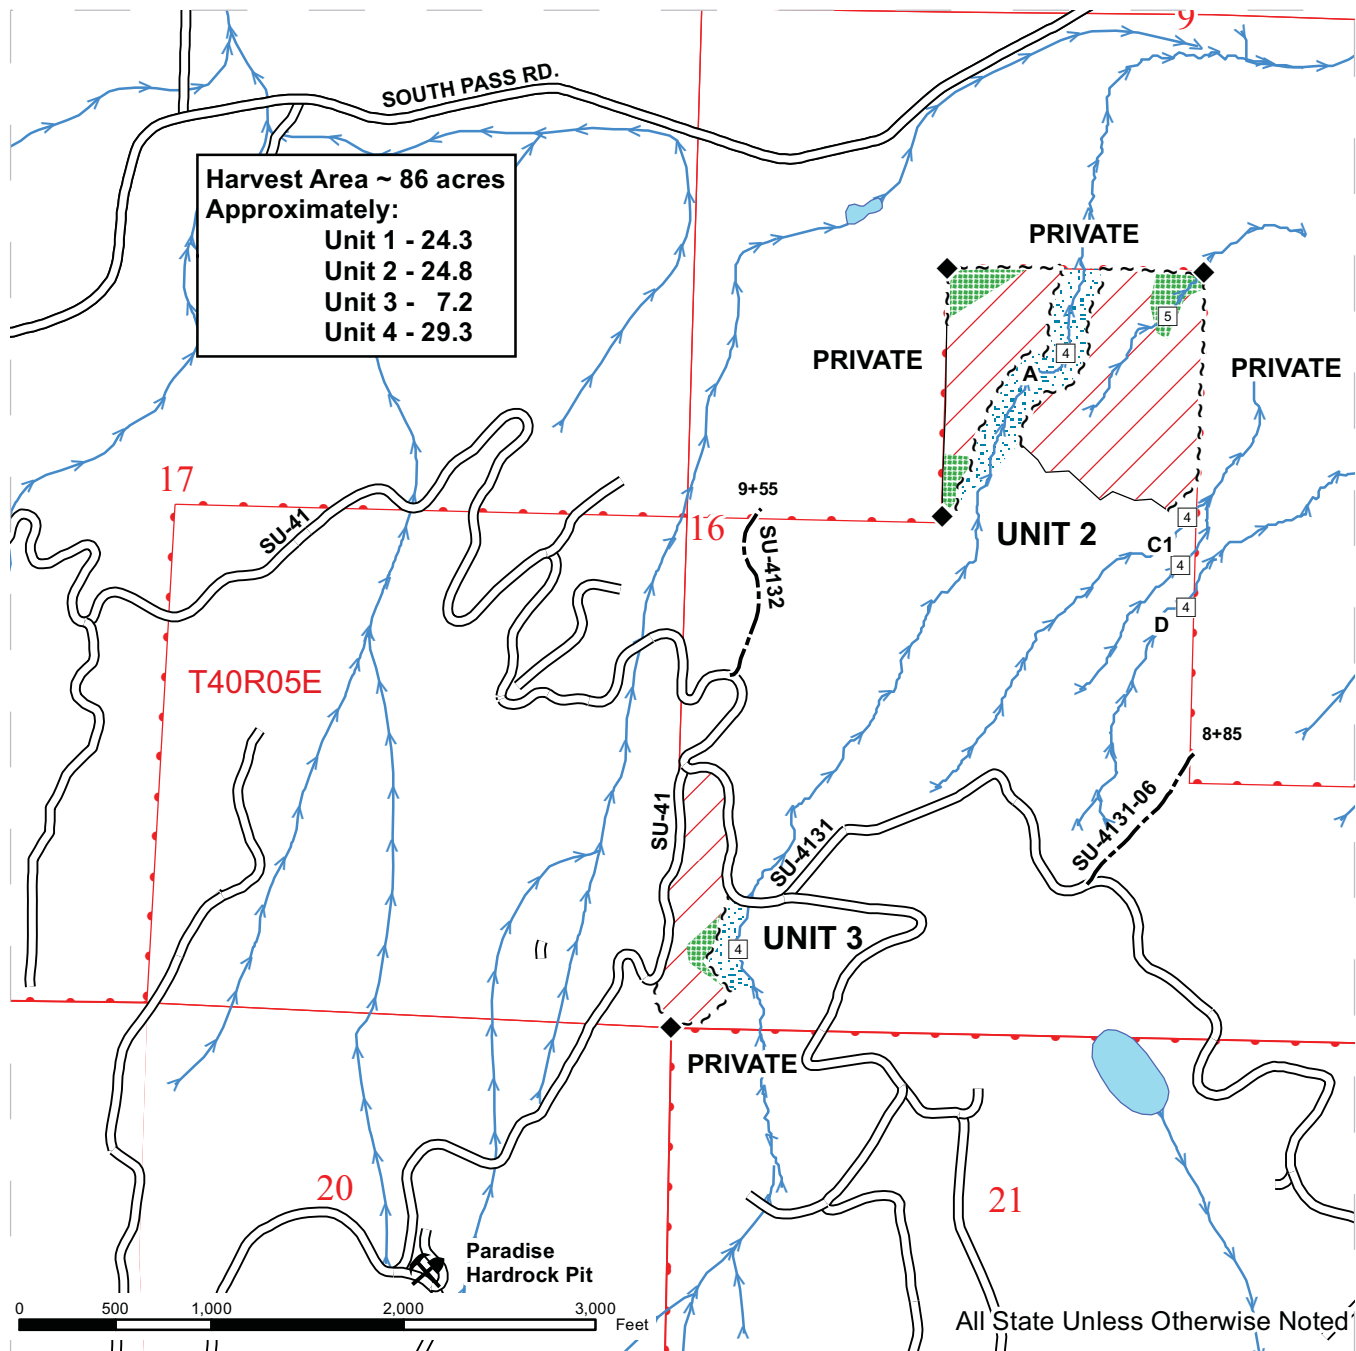 9
SOUTH PASS RD.
Harvest Area ~ 86 acres
Approximately:
Unit 1 - 24.3
Unit 2 - 24.8
Unit 3 - 7.2
Unit 4 - 29.3
PRIVATE
5
4
A
PRIVATE
PRIVATE
17
9+55
16
SU-41
SU-4132
UNIT 2
4
C1
4
4
D
T40R05E
8+85
SU-41
SU-4131
SU-4131-06
UNIT 3
4
PRIVATE
20
21
Paradise
Hardrock Pit
0 500 1,000 2,000 3,000
Feet
All State Unless Otherwise Noted